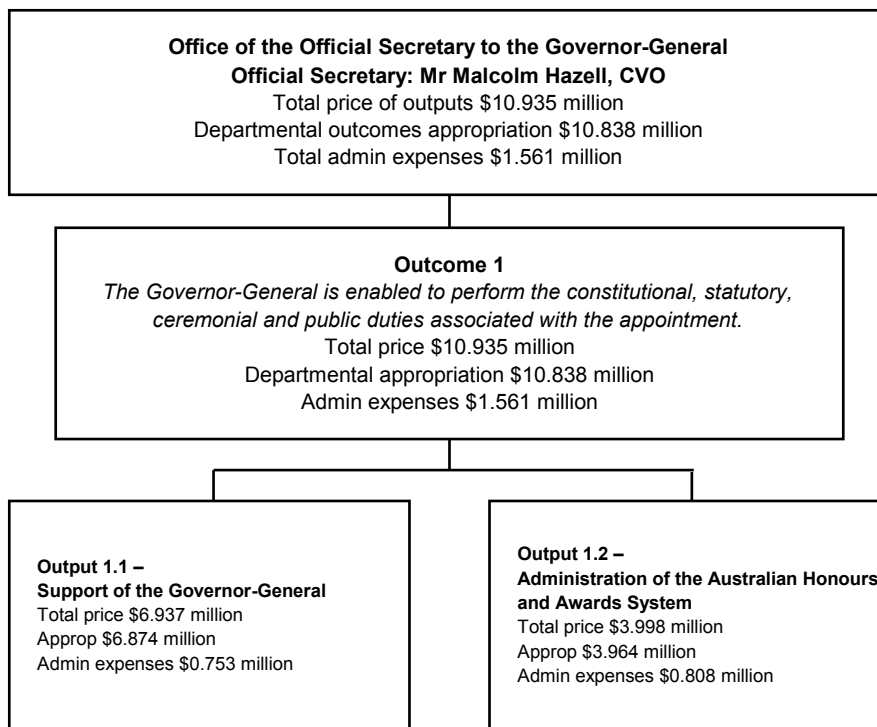 Office of the Official Secretary to the Governor-General
Official Secretary: Mr Malcolm Hazell, CVO
Total price of outputs $10.935 million
Departmental outcomes appropriation $10.838 million
Total admin expenses $1.561 million
Outcome 1
The Governor-General is enabled to perform the constitutional, statutory,
ceremonial and public duties associated with the appointment.
Total price $10.935 million
Departmental appropriation $10.838 million
Admin expenses $1.561 million
Output 1.1 –
Support of the Governor-General
Total price $6.937 million
Approp $6.874 million
Admin expenses $0.753 million
Output 1.2 –
Administration of the Australian Honours
and Awards System
Total price $3.998 million
Approp $3.964 million
Admin expenses $0.808 million